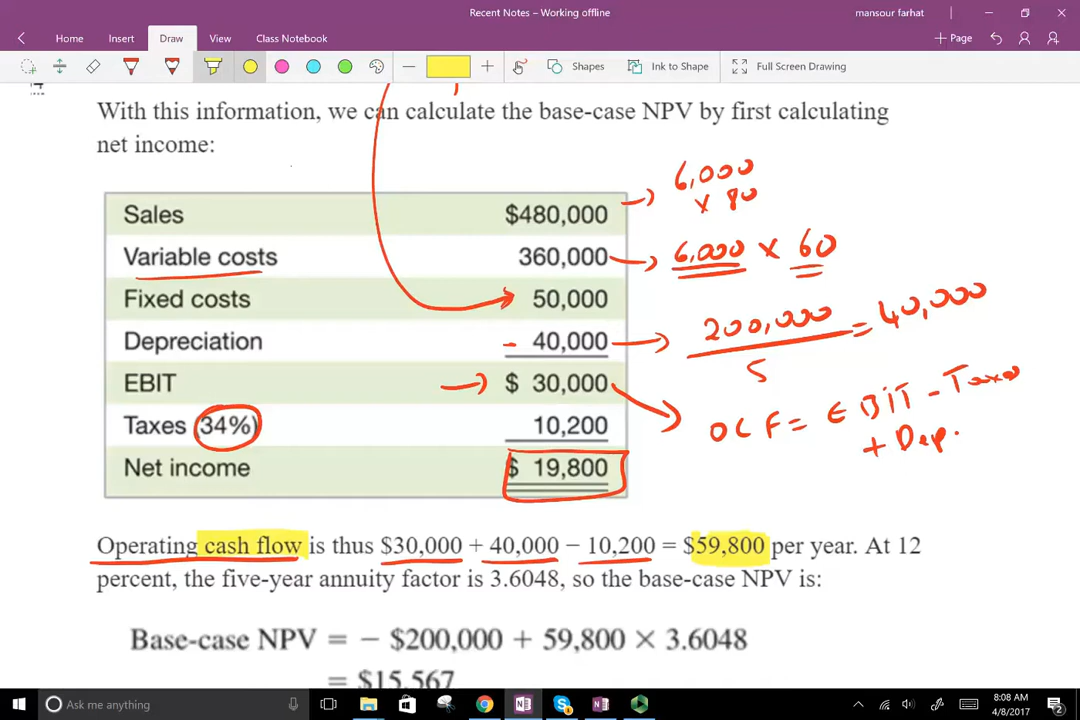 Recent Notes – Working offline
mansour farhat
Home Insert Draw View Class Notebook
Page
Shapes Ink to Shape Full Screen Drawing
With this information, we can calculate the base-case NPV by first calculating
net income:
6,000
x 80
Sales $480,000
Variable costs 360,000
6,000 x 60
Fixed costs 50,000
Depreciation - 40,000
200,000 = 40,000
5
EBIT $ 30,000
OCF = EBIT - Taxes
+ Dep.
Taxes (34%) 10,200
Net income $ 19,800
Operating cash flow is thus $30,000 + 40,000 − 10,200 = $59,800 per year. At 12
percent, the five-year annuity factor is 3.6048, so the base-case NPV is:
Base-case NPV = − $200,000 + 59,800 × 3.6048
= $15,567
Ask me anything
8:08 AM
4/8/2017
2